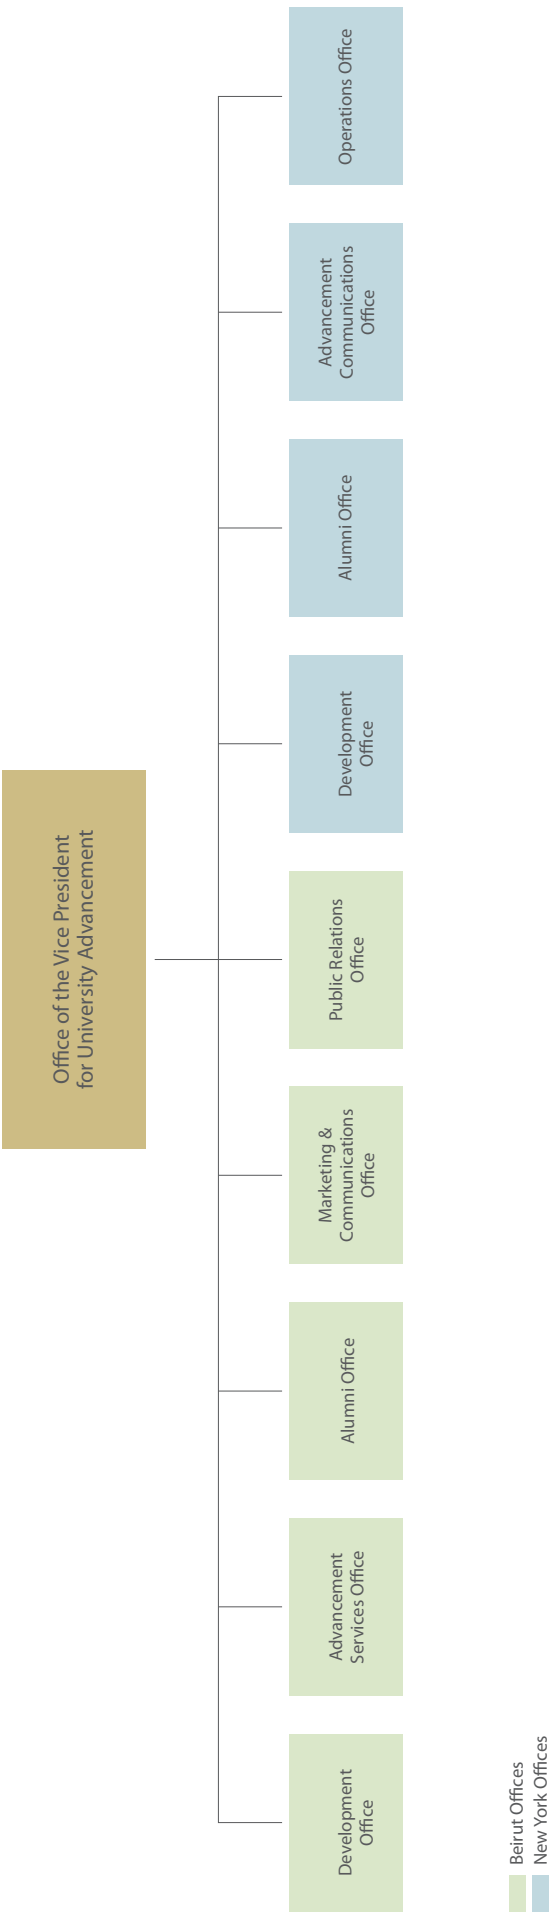 Office of the Vice President
for University Advancement
Development
Office
Advancement
Services Office
Alumni Office
Marketing &
Communications
Office
Public Relations
Office
Development
Office
Alumni Office
Advancement
Communications
Office
Operations Office
Beirut Offices
New York Offices